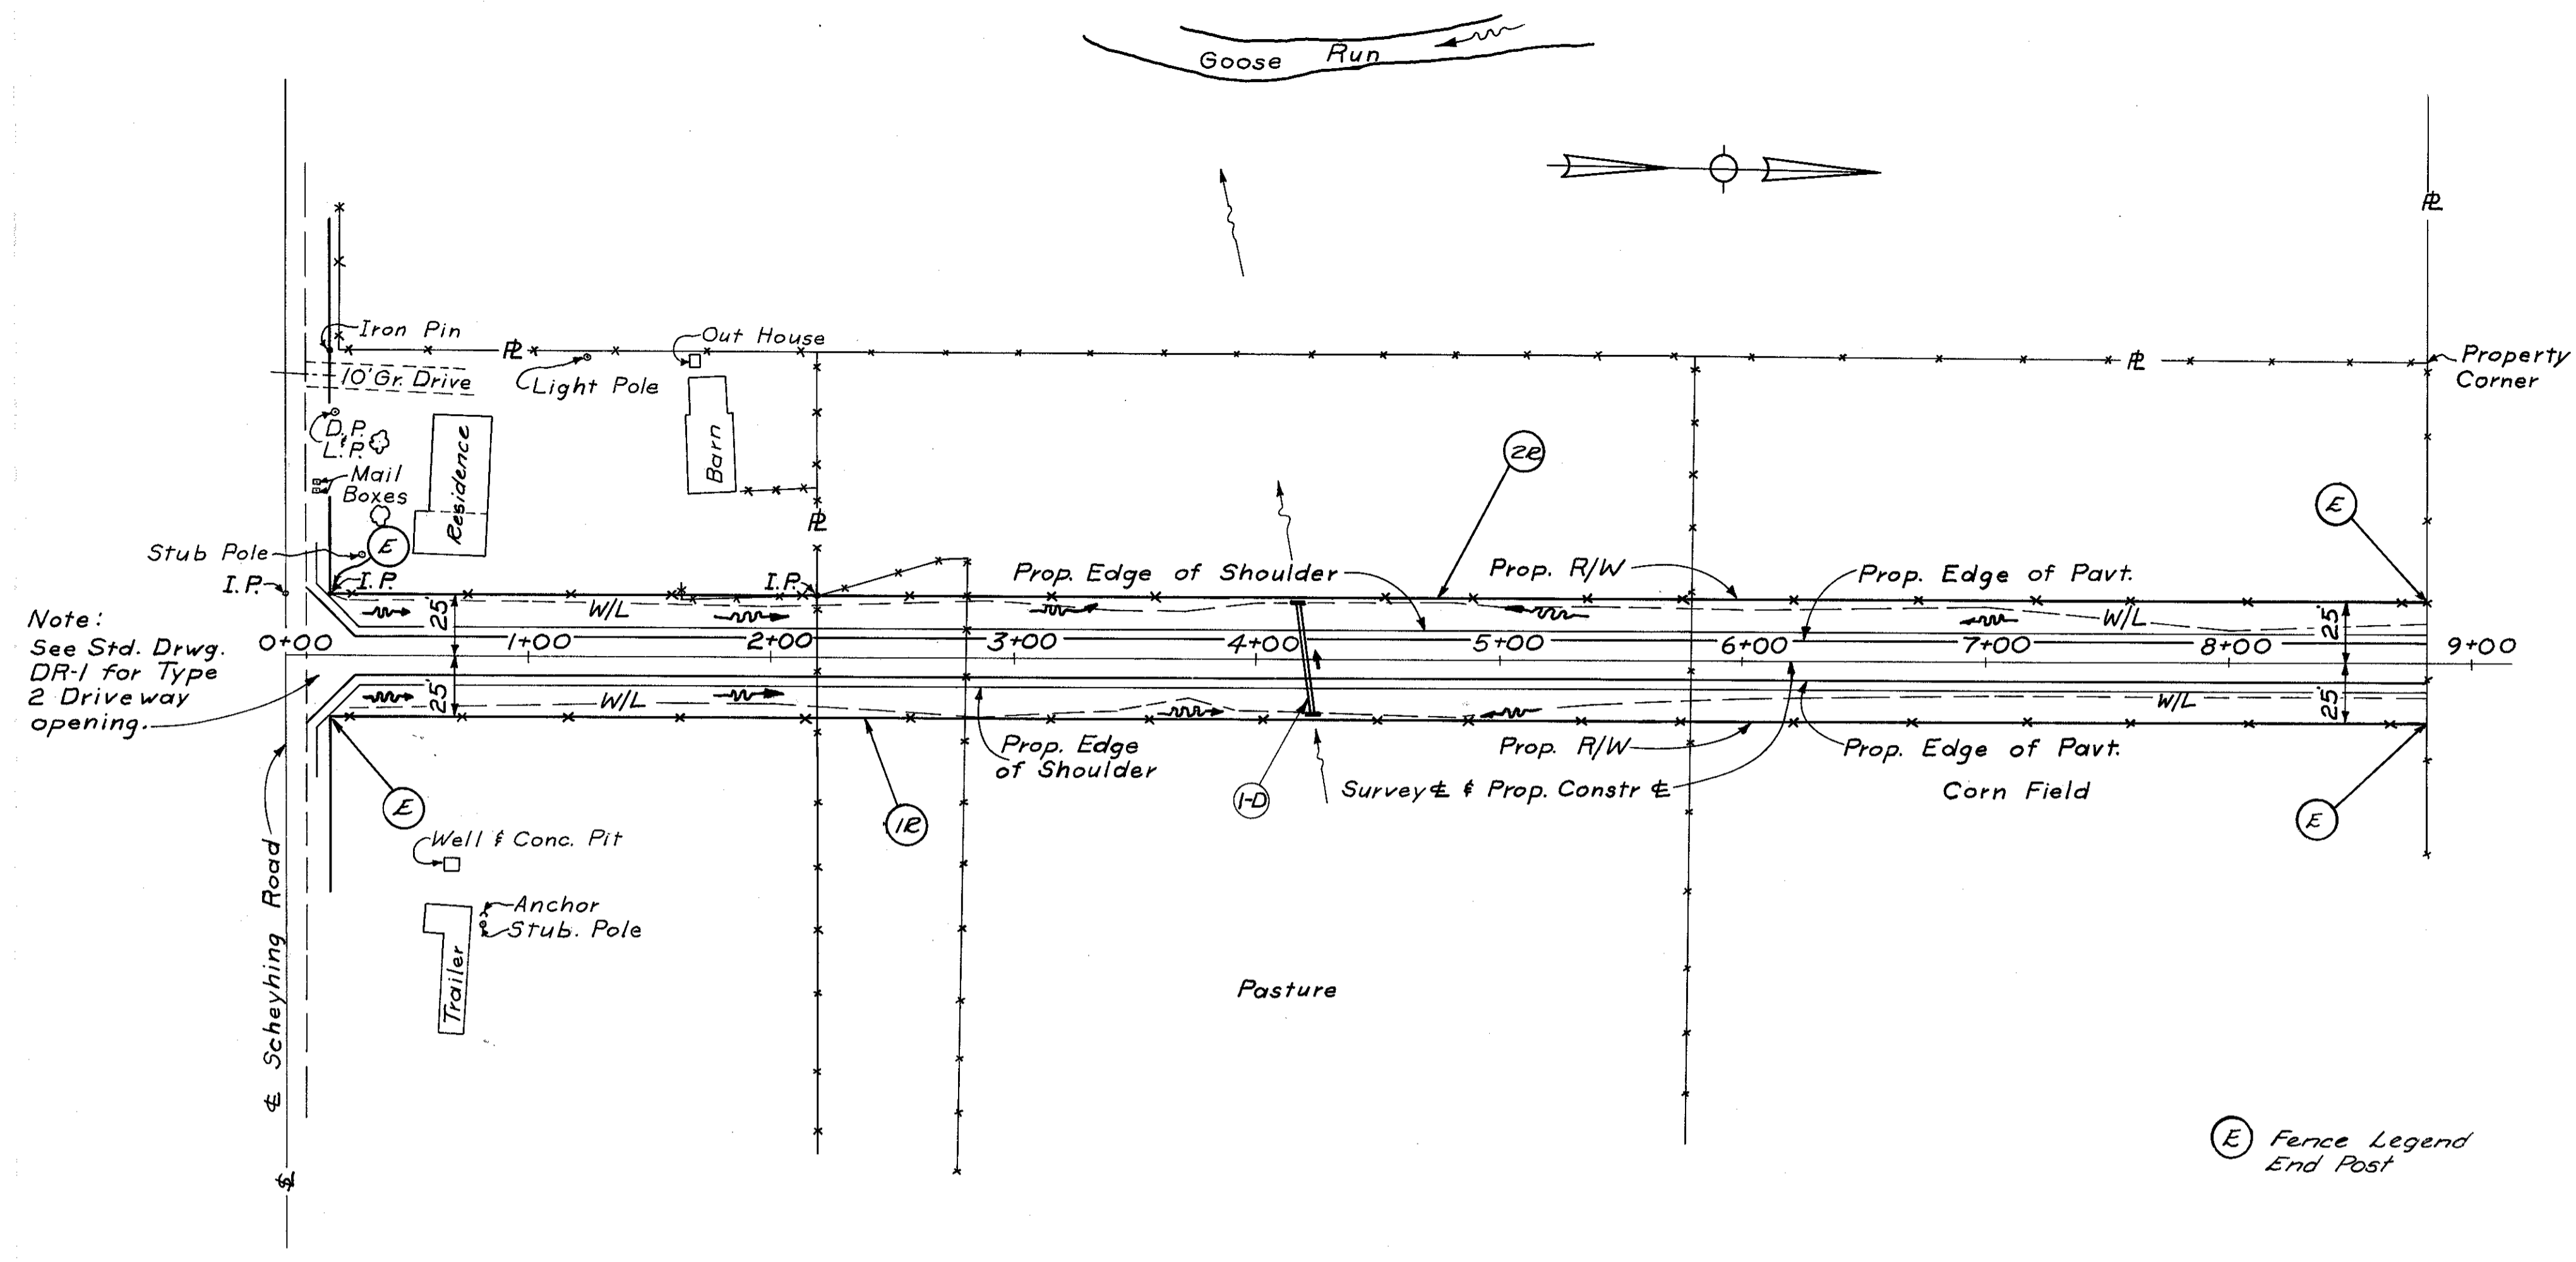 Goose Run
PL
Iron Pin
PL
Out House
10' Gr. Drive
Light Pole
PL
Property
Corner
D.P.
& L.P.
Mail
Boxes
Residence
Barn
2R
PL
E
Stub Pole
E
I.P.
I.P.
I.P.
Prop. Edge of Shoulder
Prop. R/W
Prop. Edge of Pavt.
W/L
W/L
25'
25'
Note:
See Std. Drwg.
DR-1 for Type
2 Driveway
opening.
0+00
1+00
2+00
3+00
4+00
5+00
6+00
7+00
8+00
9+00
25'
W/L
W/L
25'
Prop. Edge
of Shoulder
Prop. R/W
Prop. Edge of Pavt.
E
1R
1-D
Survey ℄ & Prop. Constr ℄
Corn Field
E
Well & Conc. Pit
℄ Scheyhing Road
Anchor
Stub. Pole
Trailer
Pasture
E Fence Legend
End Post